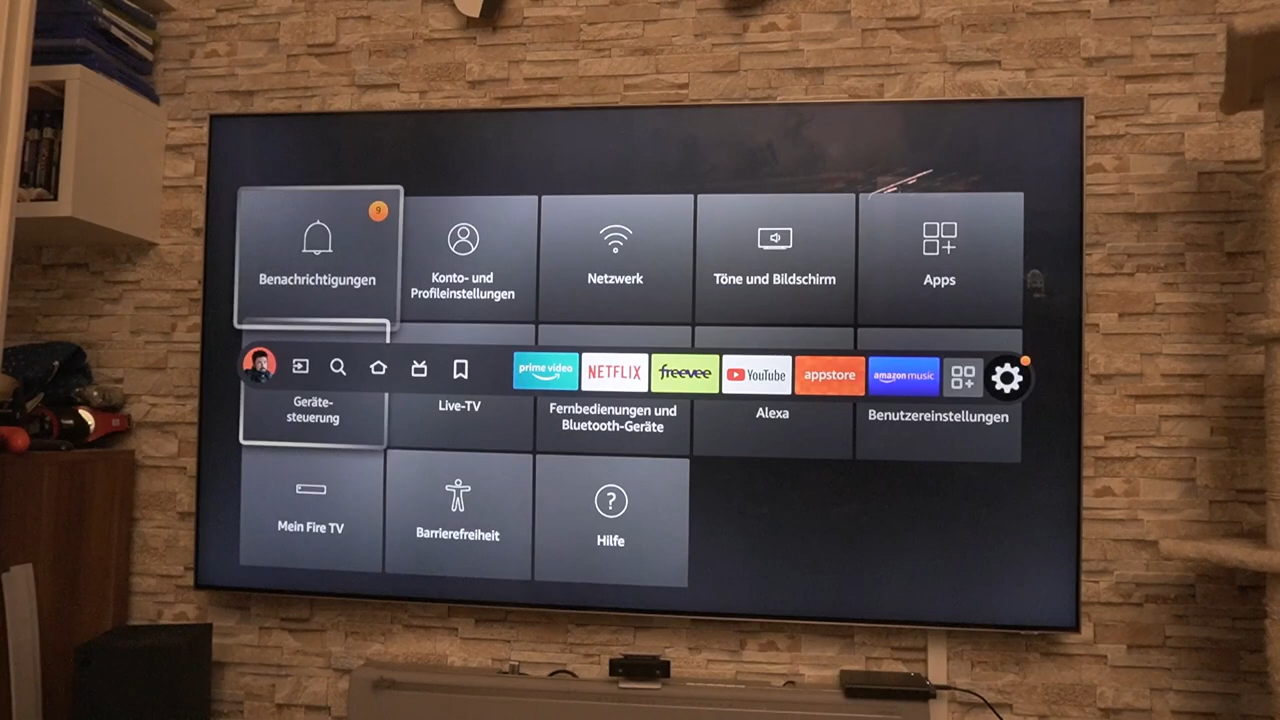 9
Benachrichtigungen
Konto- und
Profileinstellungen
Netzwerk
Töne und Bildschirm
Apps
prime video
NETFLIX
freevee
YouTube
appstore
amazon music
Geräte-
steuerung
Live-TV
Fernbedienungen und
Bluetooth-Geräte
Alexa
Benutzereinstellungen
Mein Fire TV
Barrierefreiheit
?
Hilfe